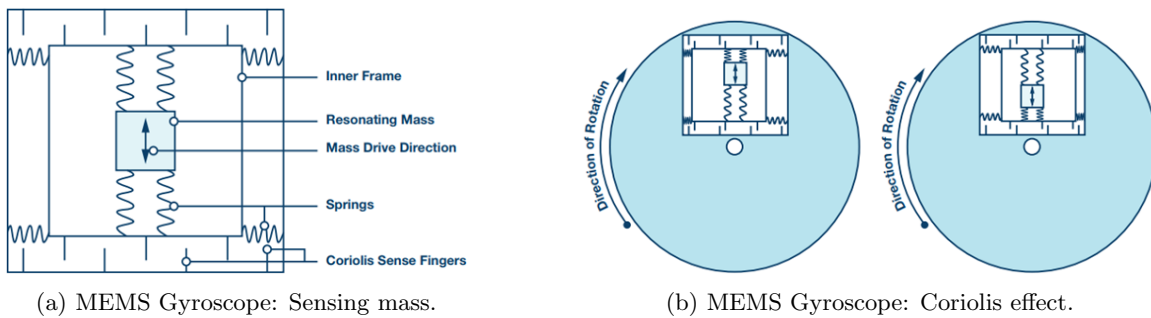 Inner Frame
Resonating Mass
Mass Drive Direction
Springs
Coriolis Sense Fingers
Direction of Rotation
Direction of Rotation
(a) MEMS Gyroscope: Sensing mass.
(b) MEMS Gyroscope: Coriolis effect.